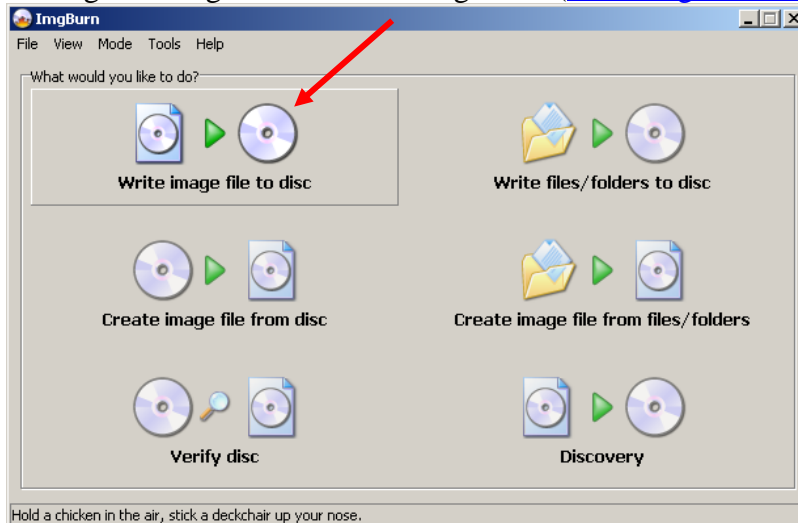 ImgBurn
File View Mode Tools Help
What would you like to do?
Write image file to disc
Write files/folders to disc
Create image file from disc
Create image file from files/folders
Verify disc
Discovery
Hold a chicken in the air, stick a deckchair up your nose.